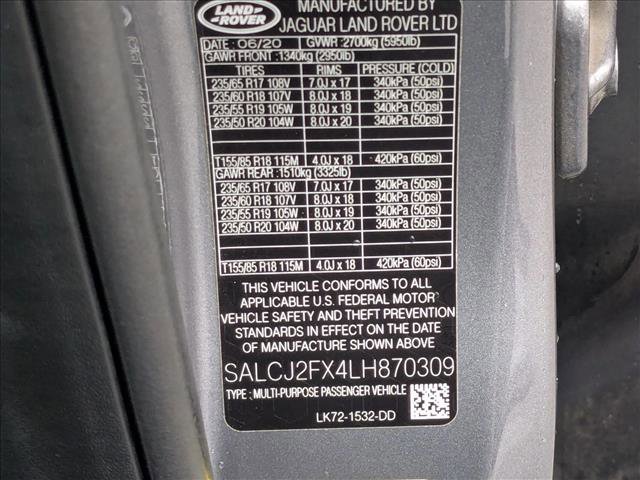 LAND
ROVER
MANUFACTURED BY
JAGUAR LAND ROVER LTD
DATE: 06/20 GVWR 2700kg (5950lb)
GAWR FRONT: 1340kg (2950lb)
TIRES RIMS PRESSURE (COLD)
235/65 R17 108V 7.0J x 17 340kPa (50psi)
235/60 R18 107V 8.0J x 18 340kPa (50psi)
235/55 R19 105W 8.0J x 19 340kPa (50psi)
235/50 R20 104W 8.0J x 20 340kPa (50psi)
T155/85 R18 115M 4.0J x 18 420kPa (60psi)
GAWR REAR: 1510kg (3325lb)
235/65 R17 108V 7.0J x 17 340kPa (50psi)
235/60 R18 107V 8.0J x 18 340kPa (50psi)
235/55 R19 105W 8.0J x 19 340kPa (50psi)
235/50 R20 104W 8.0J x 20 340kPa (50psi)
T155/85 R18 115M 4.0J x 18 420kPa (60psi)
THIS VEHICLE CONFORMS TO ALL
APPLICABLE U.S. FEDERAL MOTOR
VEHICLE SAFETY AND THEFT PREVENTION
STANDARDS IN EFFECT ON THE DATE
OF MANUFACTURE SHOWN ABOVE
SALCJ2FX4LH870309
TYPE: MULTI-PURPOSE PASSENGER VEHICLE
LK72-1532-DD